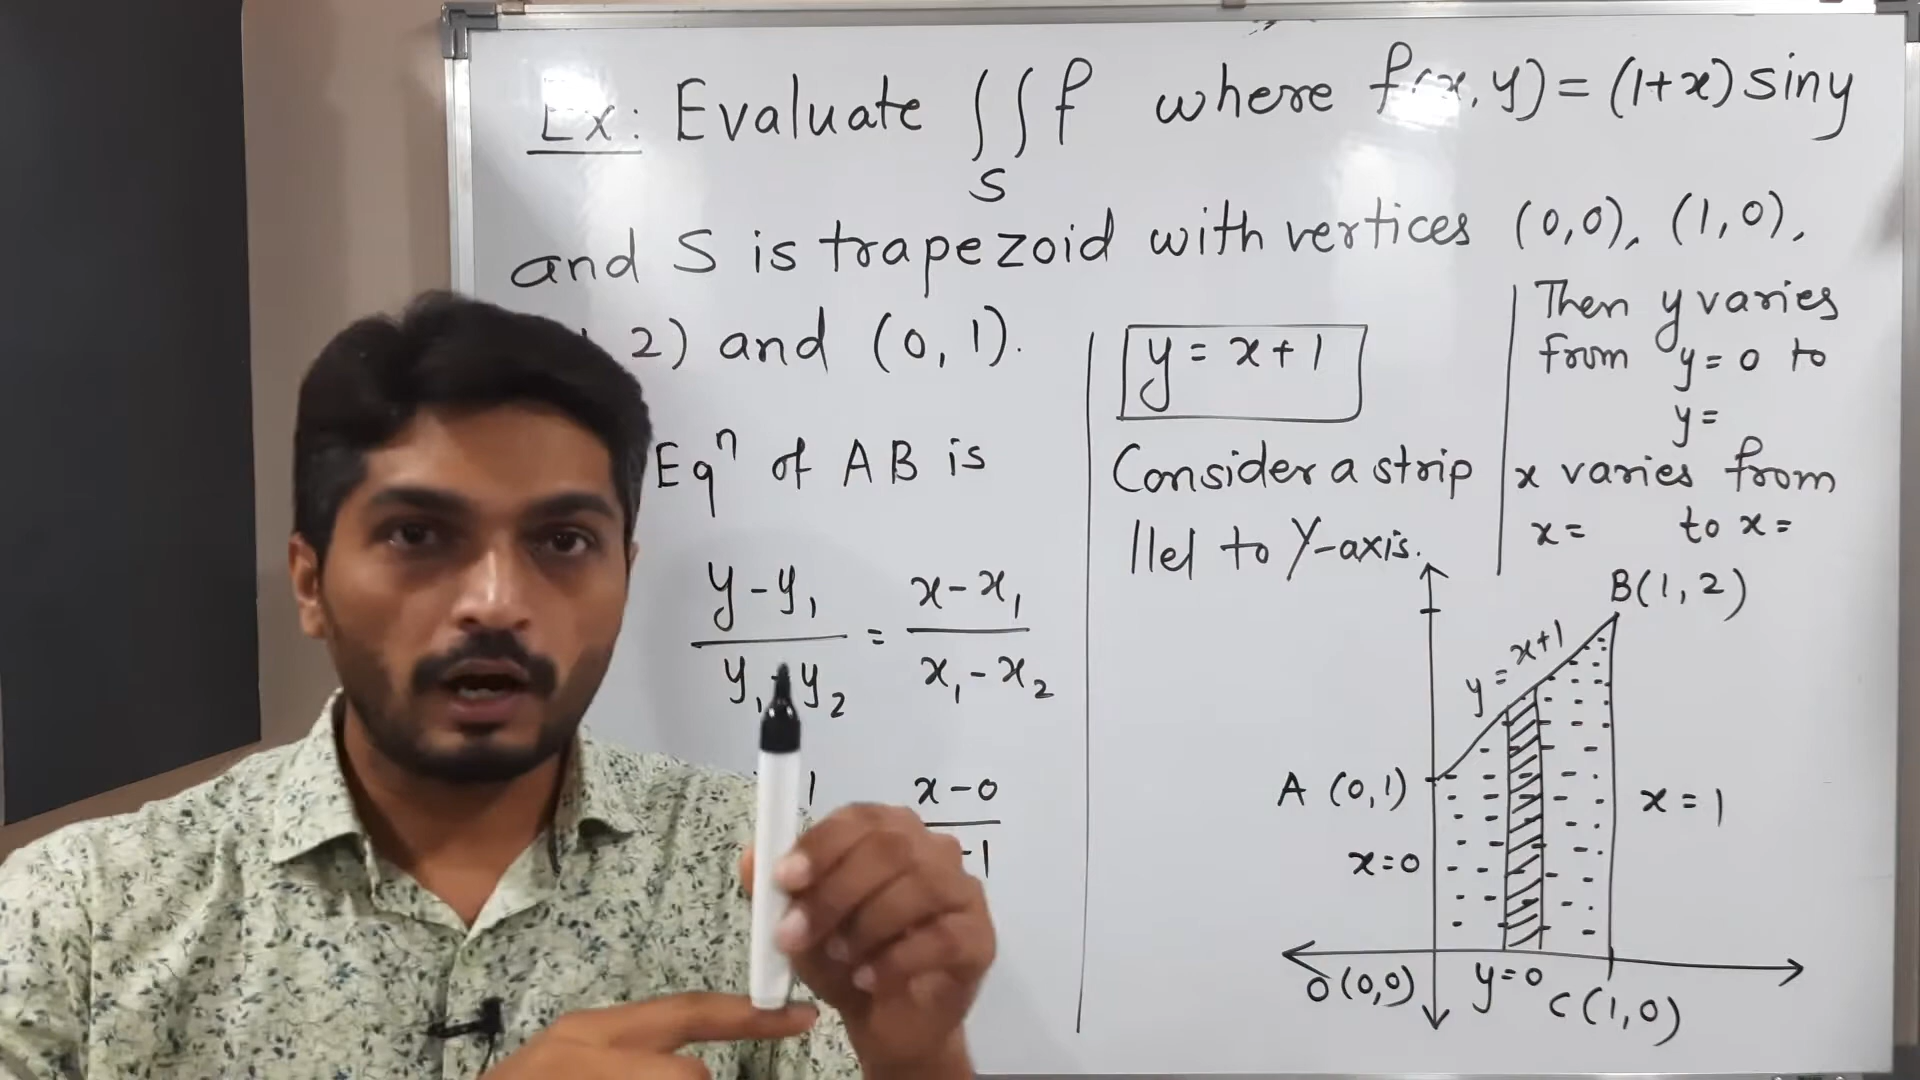 Ex: Evaluate ∫∫ f where f(x,y) = (1+x) siny
S
and S is trapezoid with vertices (0,0), (1,0),
2) and (0,1).
Eqⁿ of AB is
y-y₁ / y₁-y₂ = x-x₁ / x₁-x₂
1 x-0
-1
y = x+1
Consider a strip
llel to Y-axis.
Then y varies
from y=0 to
y=
x varies from
x= to x=
B(1,2)
y = x+1
A (0,1)
x = 1
x=0
O(0,0) y=0 C(1,0)